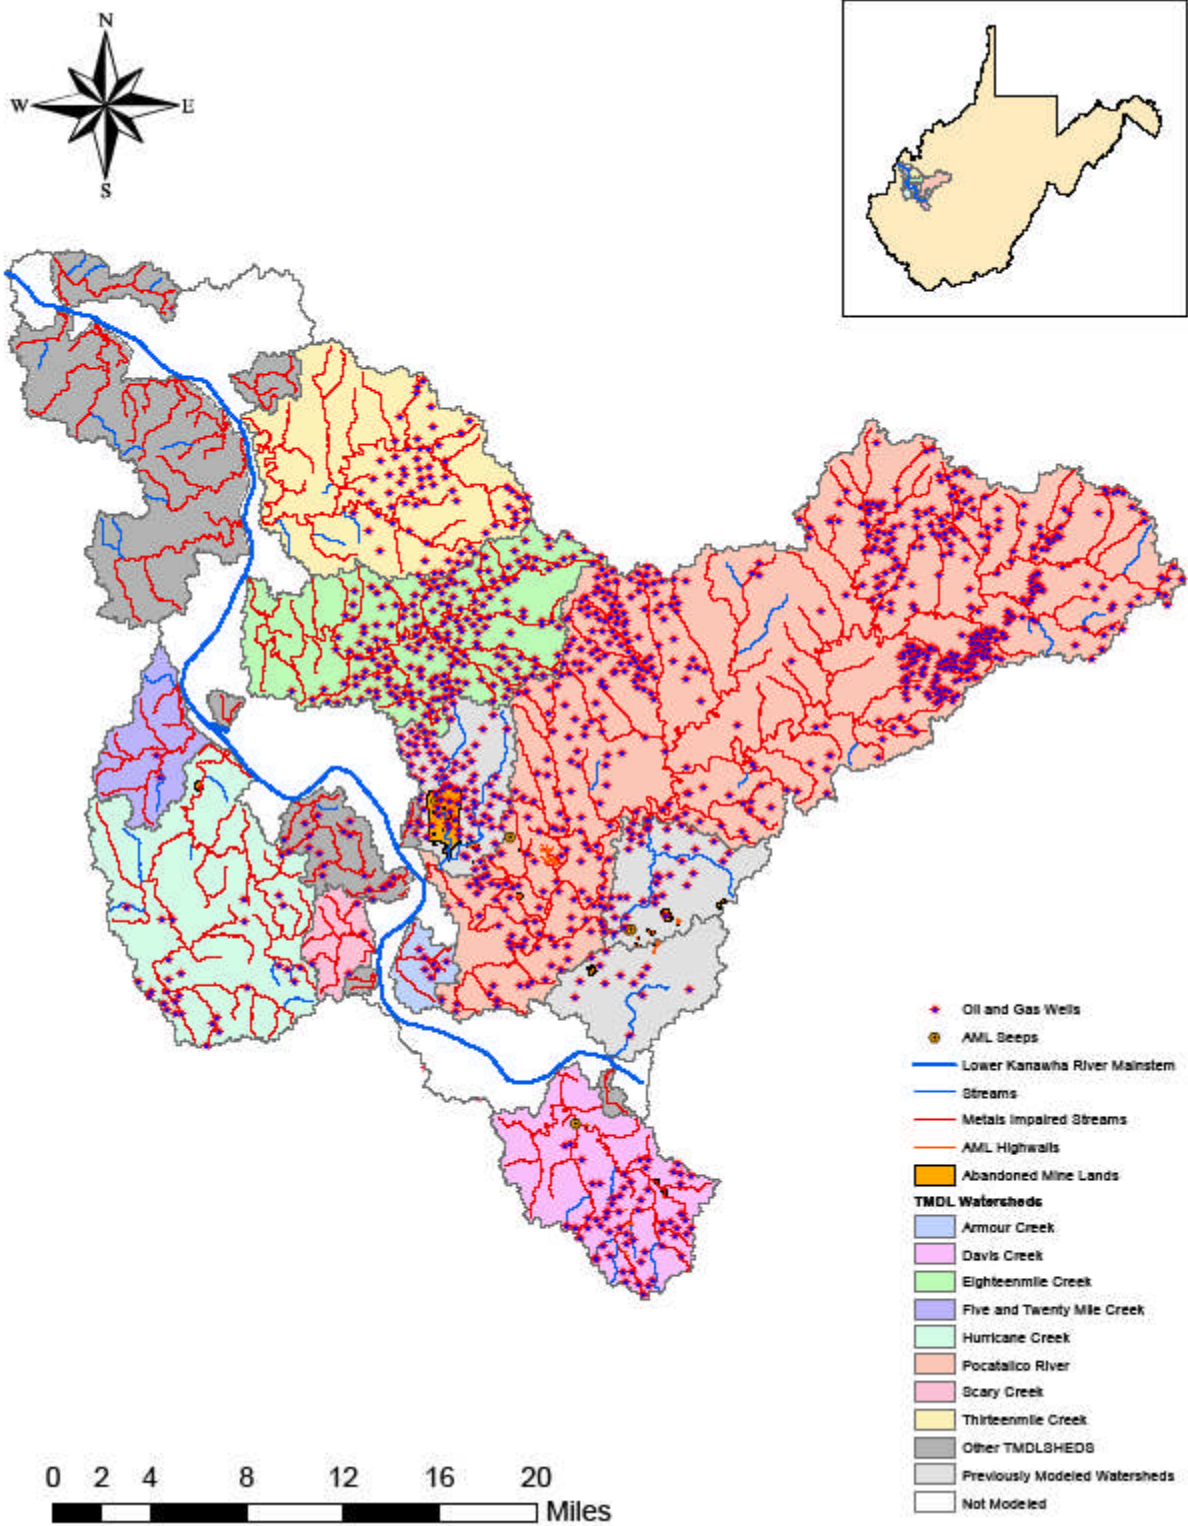 N
W E
S
Oil and Gas Wells
AML Seeps
Lower Kanawha River Mainstem
Streams
Metals Impaired Streams
AML Highwalls
Abandoned Mine Lands
TMDL Watersheds
Armour Creek
Davis Creek
Eighteenmile Creek
Five and Twenty Mile Creek
Hurricane Creek
Pocatalico River
Scary Creek
Thirteenmile Creek
Other TMDLSHEDS
Previously Modeled Watersheds
Not Modeled
0 2 4 8 12 16 20
Miles